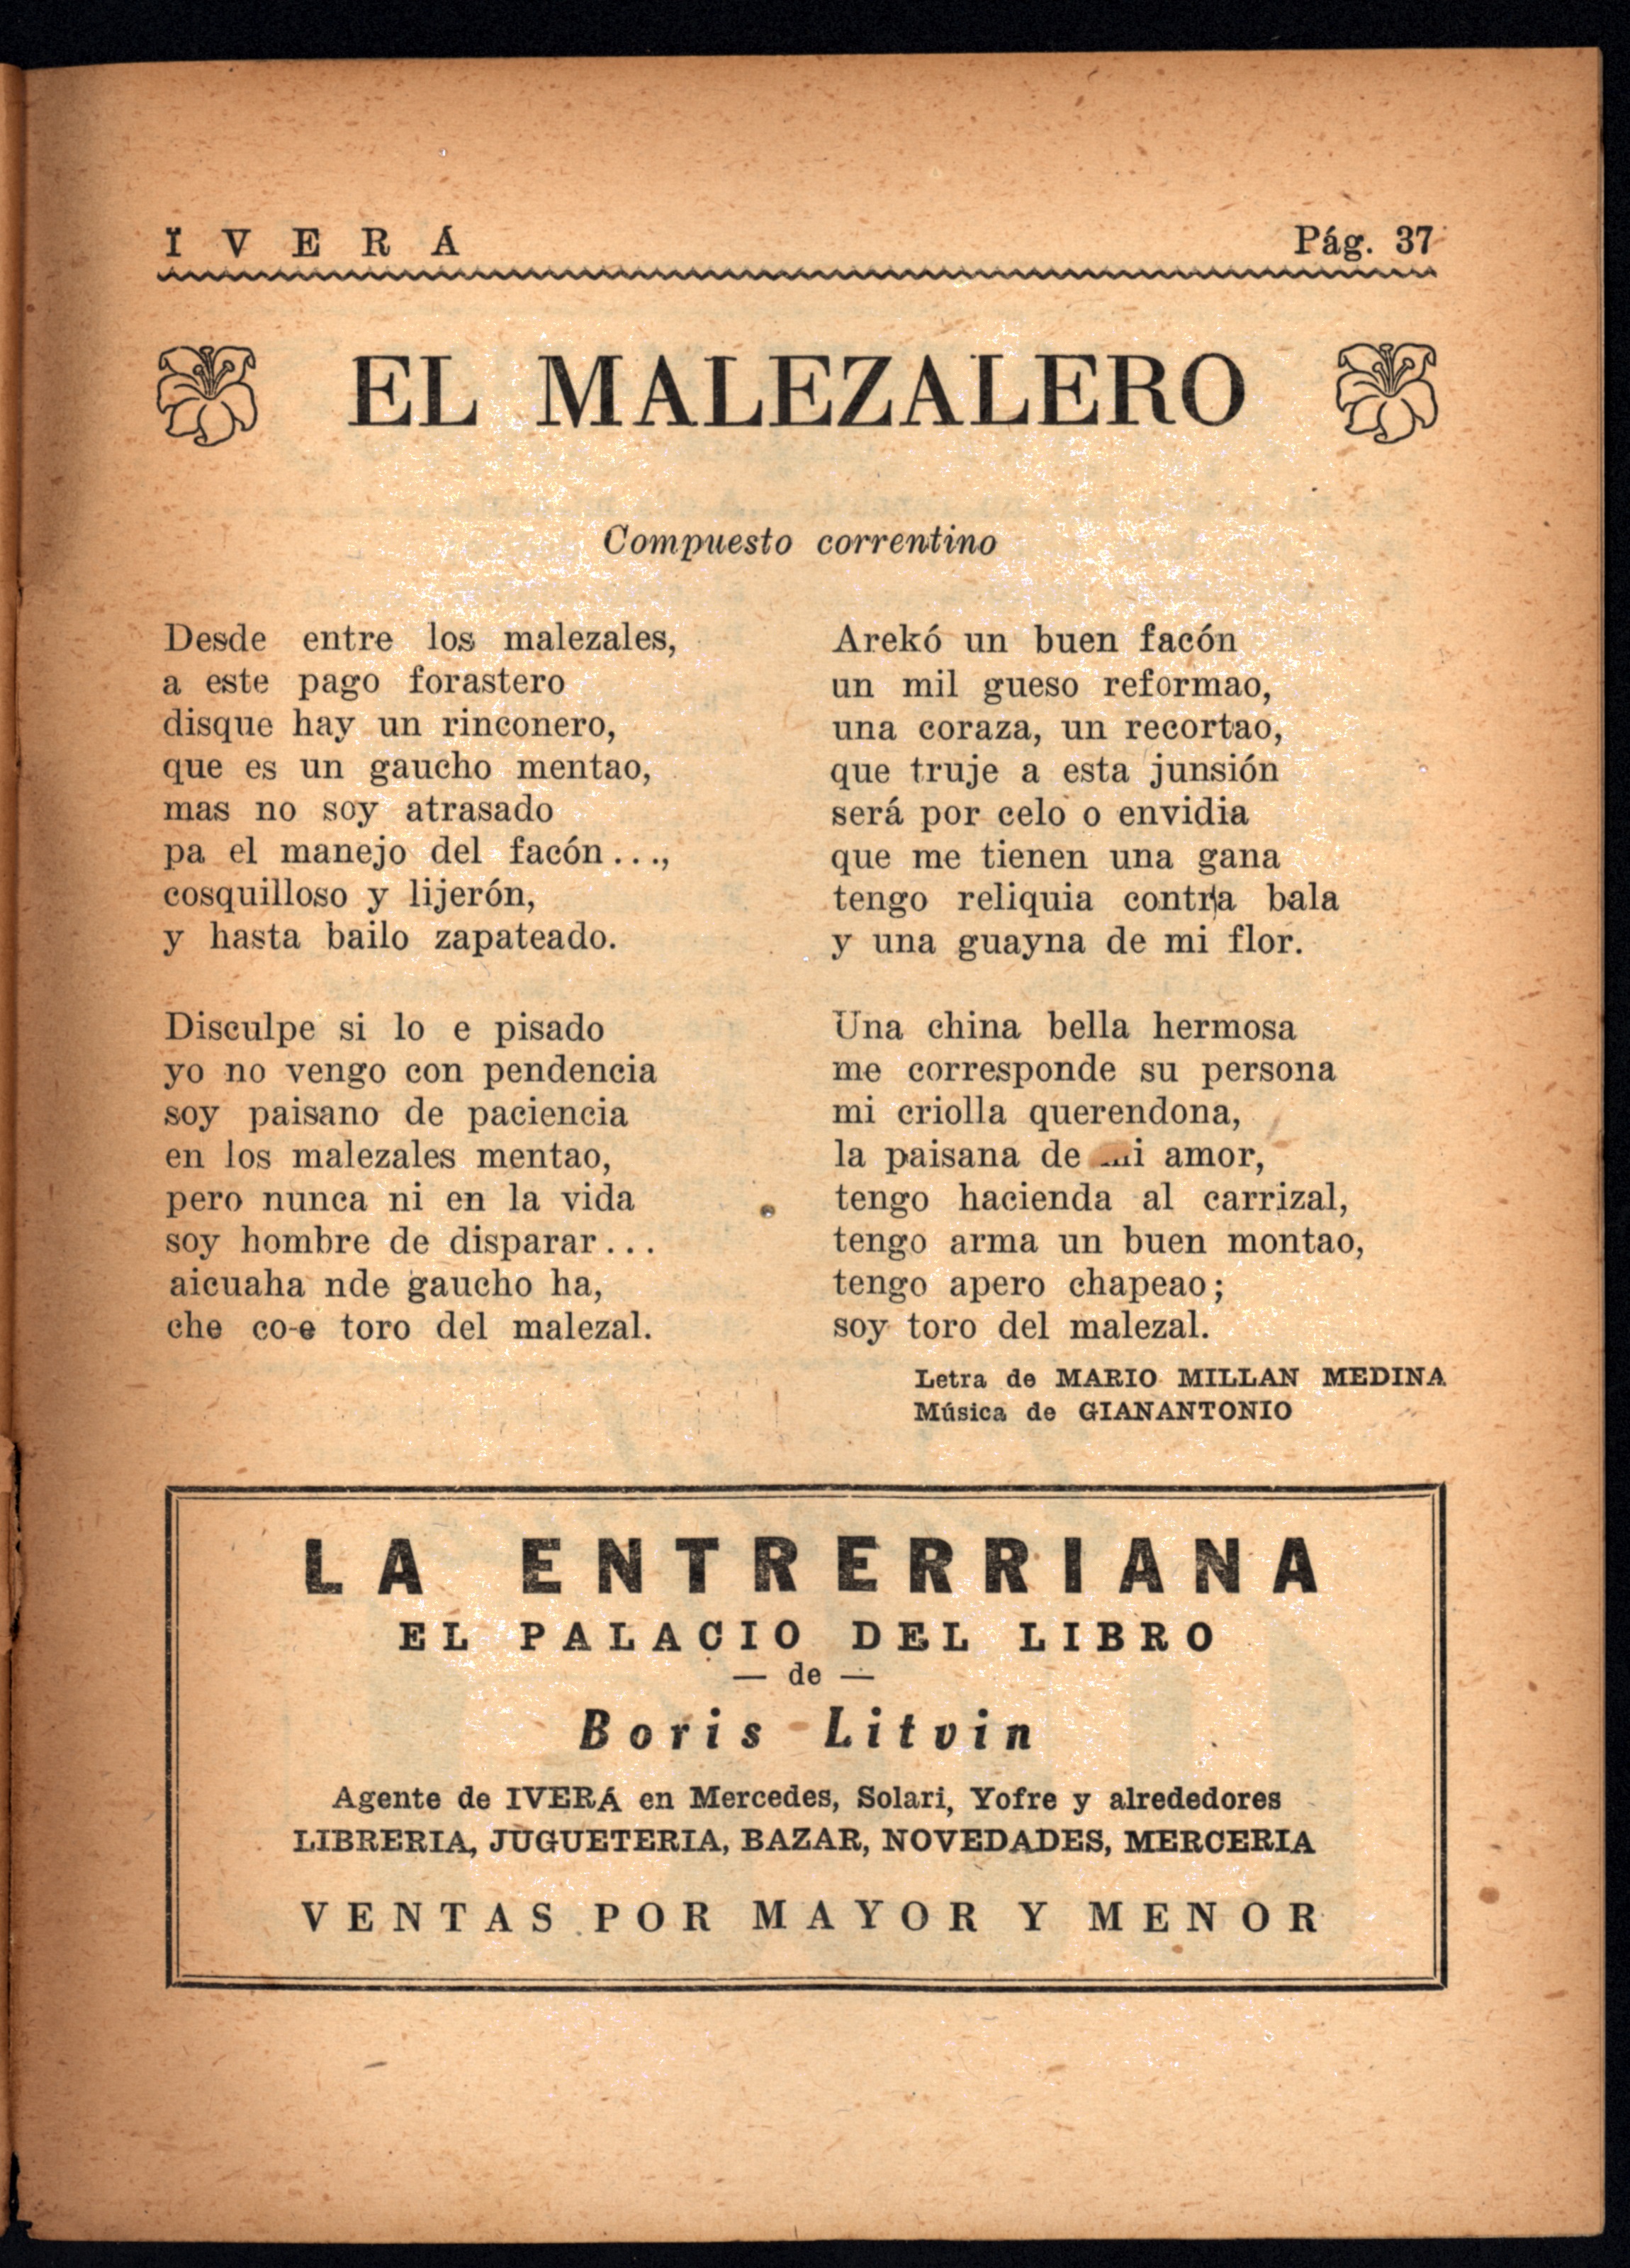 Ï V E R Á
Pág. 37
EL MALEZALERO
Compuesto correntino
Desde entre los malezales,
a este pago forastero
disque hay un rinconero,
que es un gaucho mentao,
mas no soy atrasado
pa el manejo del facón...,
cosquilloso y lijerón,
y hasta bailo zapateado.
Disculpe si lo e pisado
yo no vengo con pendencia
soy paisano de paciencia
en los malezales mentao,
pero nunca ni en la vida
soy hombre de disparar...
aicuaha nde gaucho ha,
che co-e toro del malezal.
Arekó un buen facón
un mil gueso reformao,
una coraza, un recortao,
que truje a esta junsión
será por celo o envidia
que me tienen una gana
tengo reliquia contra bala
y una guayna de mi flor.
Una china bella hermosa
me corresponde su persona
mi criolla querendona,
la paisana de mi amor,
tengo hacienda al carrizal,
tengo arma un buen montao,
tengo apero chapeao;
soy toro del malezal.
Letra de MARIO MILLAN MEDINA
Música de GIANANTONIO
LA ENTRERRIANA
EL PALACIO DEL LIBRO
— de —
Boris Litvin
Agente de IVERÁ en Mercedes, Solari, Yofre y alrededores
LIBRERIA, JUGUETERIA, BAZAR, NOVEDADES, MERCERIA
VENTAS POR MAYOR Y MENOR